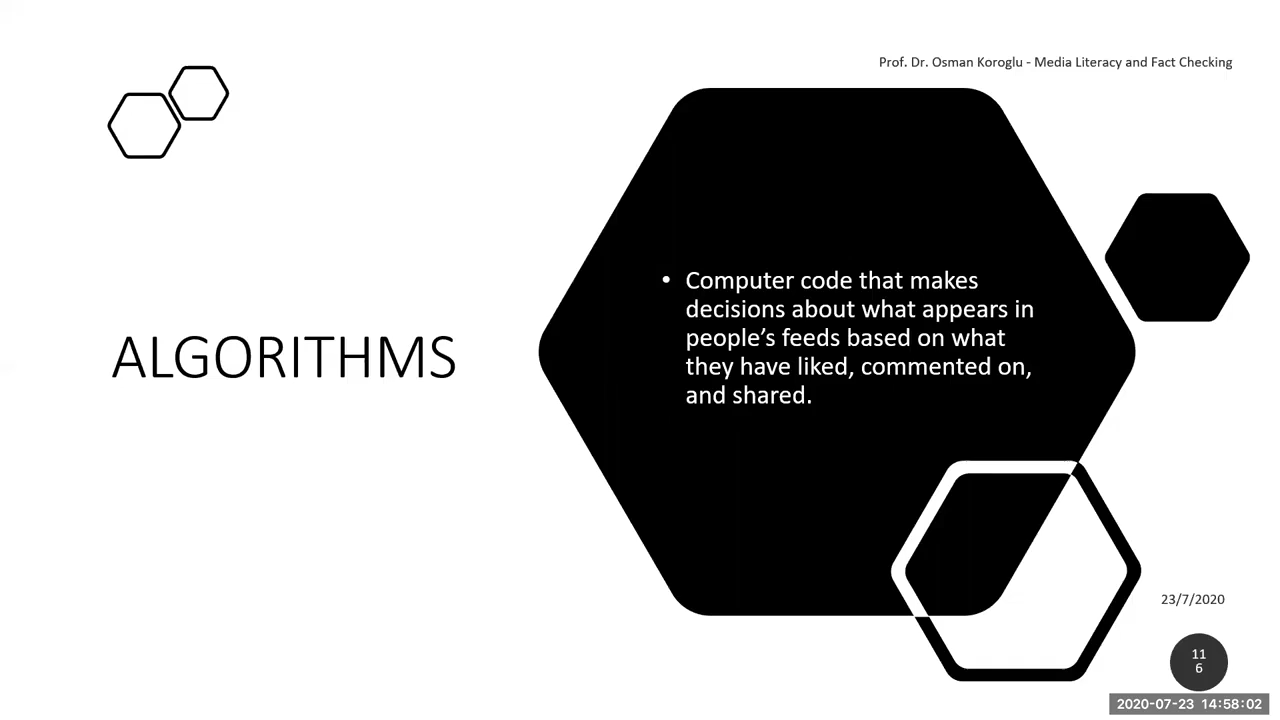 Prof. Dr. Osman Koroglu - Media Literacy and Fact Checking
ALGORITHMS
• Computer code that makes
decisions about what appears in
people’s feeds based on what
they have liked, commented on,
and shared.
23/7/2020
11
6
2020-07-23 14:58:02